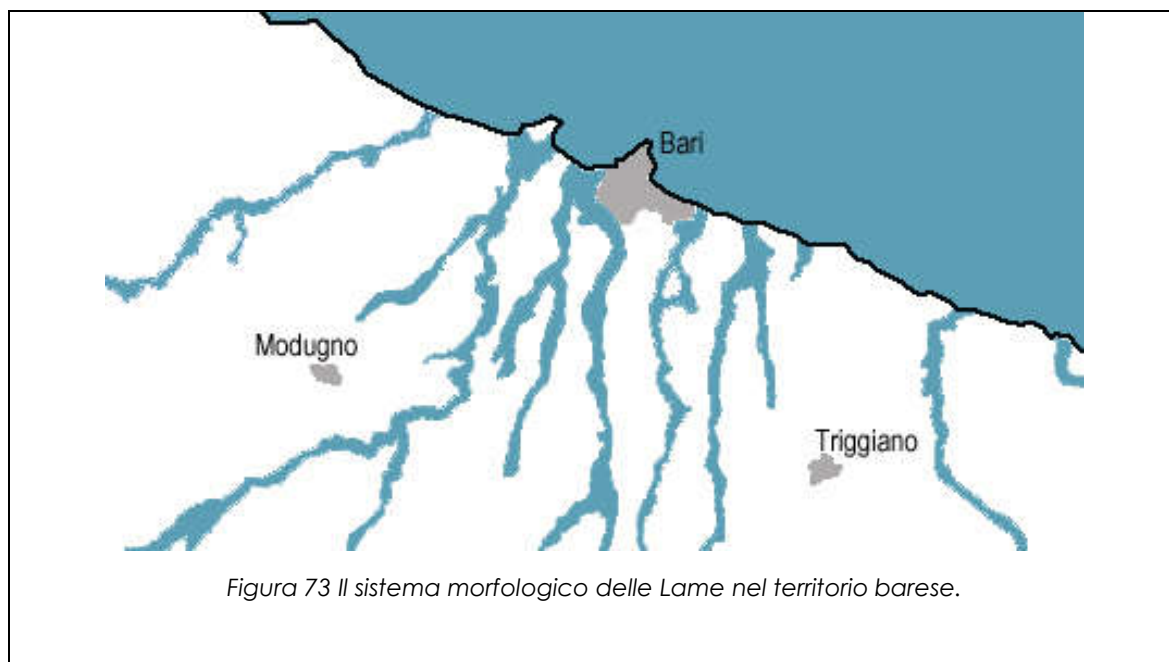 Bari
Modugno
Triggiano
Figura 73 Il sistema morfologico delle Lame nel territorio barese.